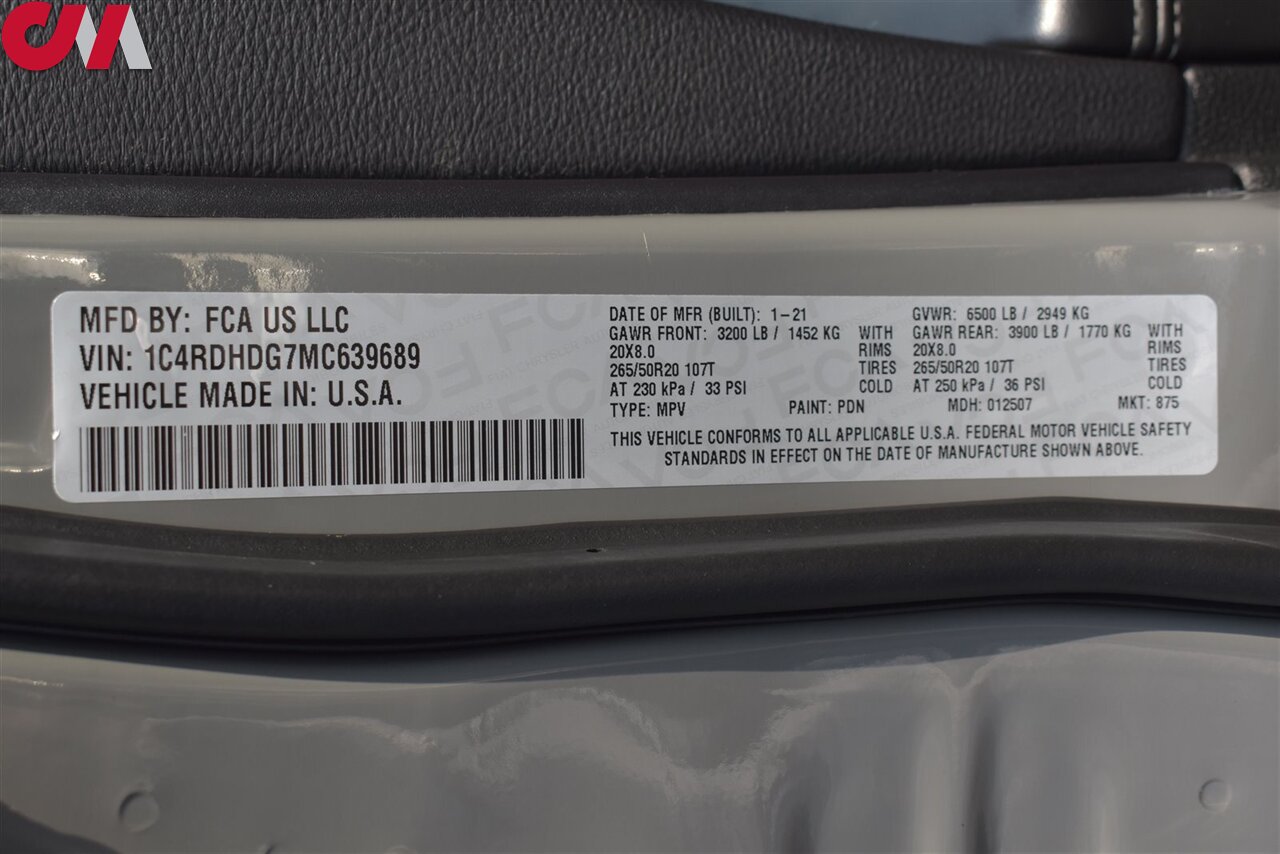 CM
MFD BY: FCA US LLC
VIN: 1C4RDHDG7MC639689
VEHICLE MADE IN: U.S.A.
DATE OF MFR (BUILT): 1-21
GAWR FRONT: 3200 LB / 1452 KG WITH
20X8.0 RIMS
265/50R20 107T TIRES
AT 230 kPa / 33 PSI COLD
GVWR: 6500 LB / 2949 KG
GAWR REAR: 3900 LB / 1770 KG WITH
20X8.0 RIMS
265/50R20 107T TIRES
AT 250 kPa / 36 PSI COLD
TYPE: MPV PAINT: PDN MDH: 012507 MKT: 875
THIS VEHICLE CONFORMS TO ALL APPLICABLE U.S.A. FEDERAL MOTOR VEHICLE SAFETY
STANDARDS IN EFFECT ON THE DATE OF MANUFACTURE SHOWN ABOVE.